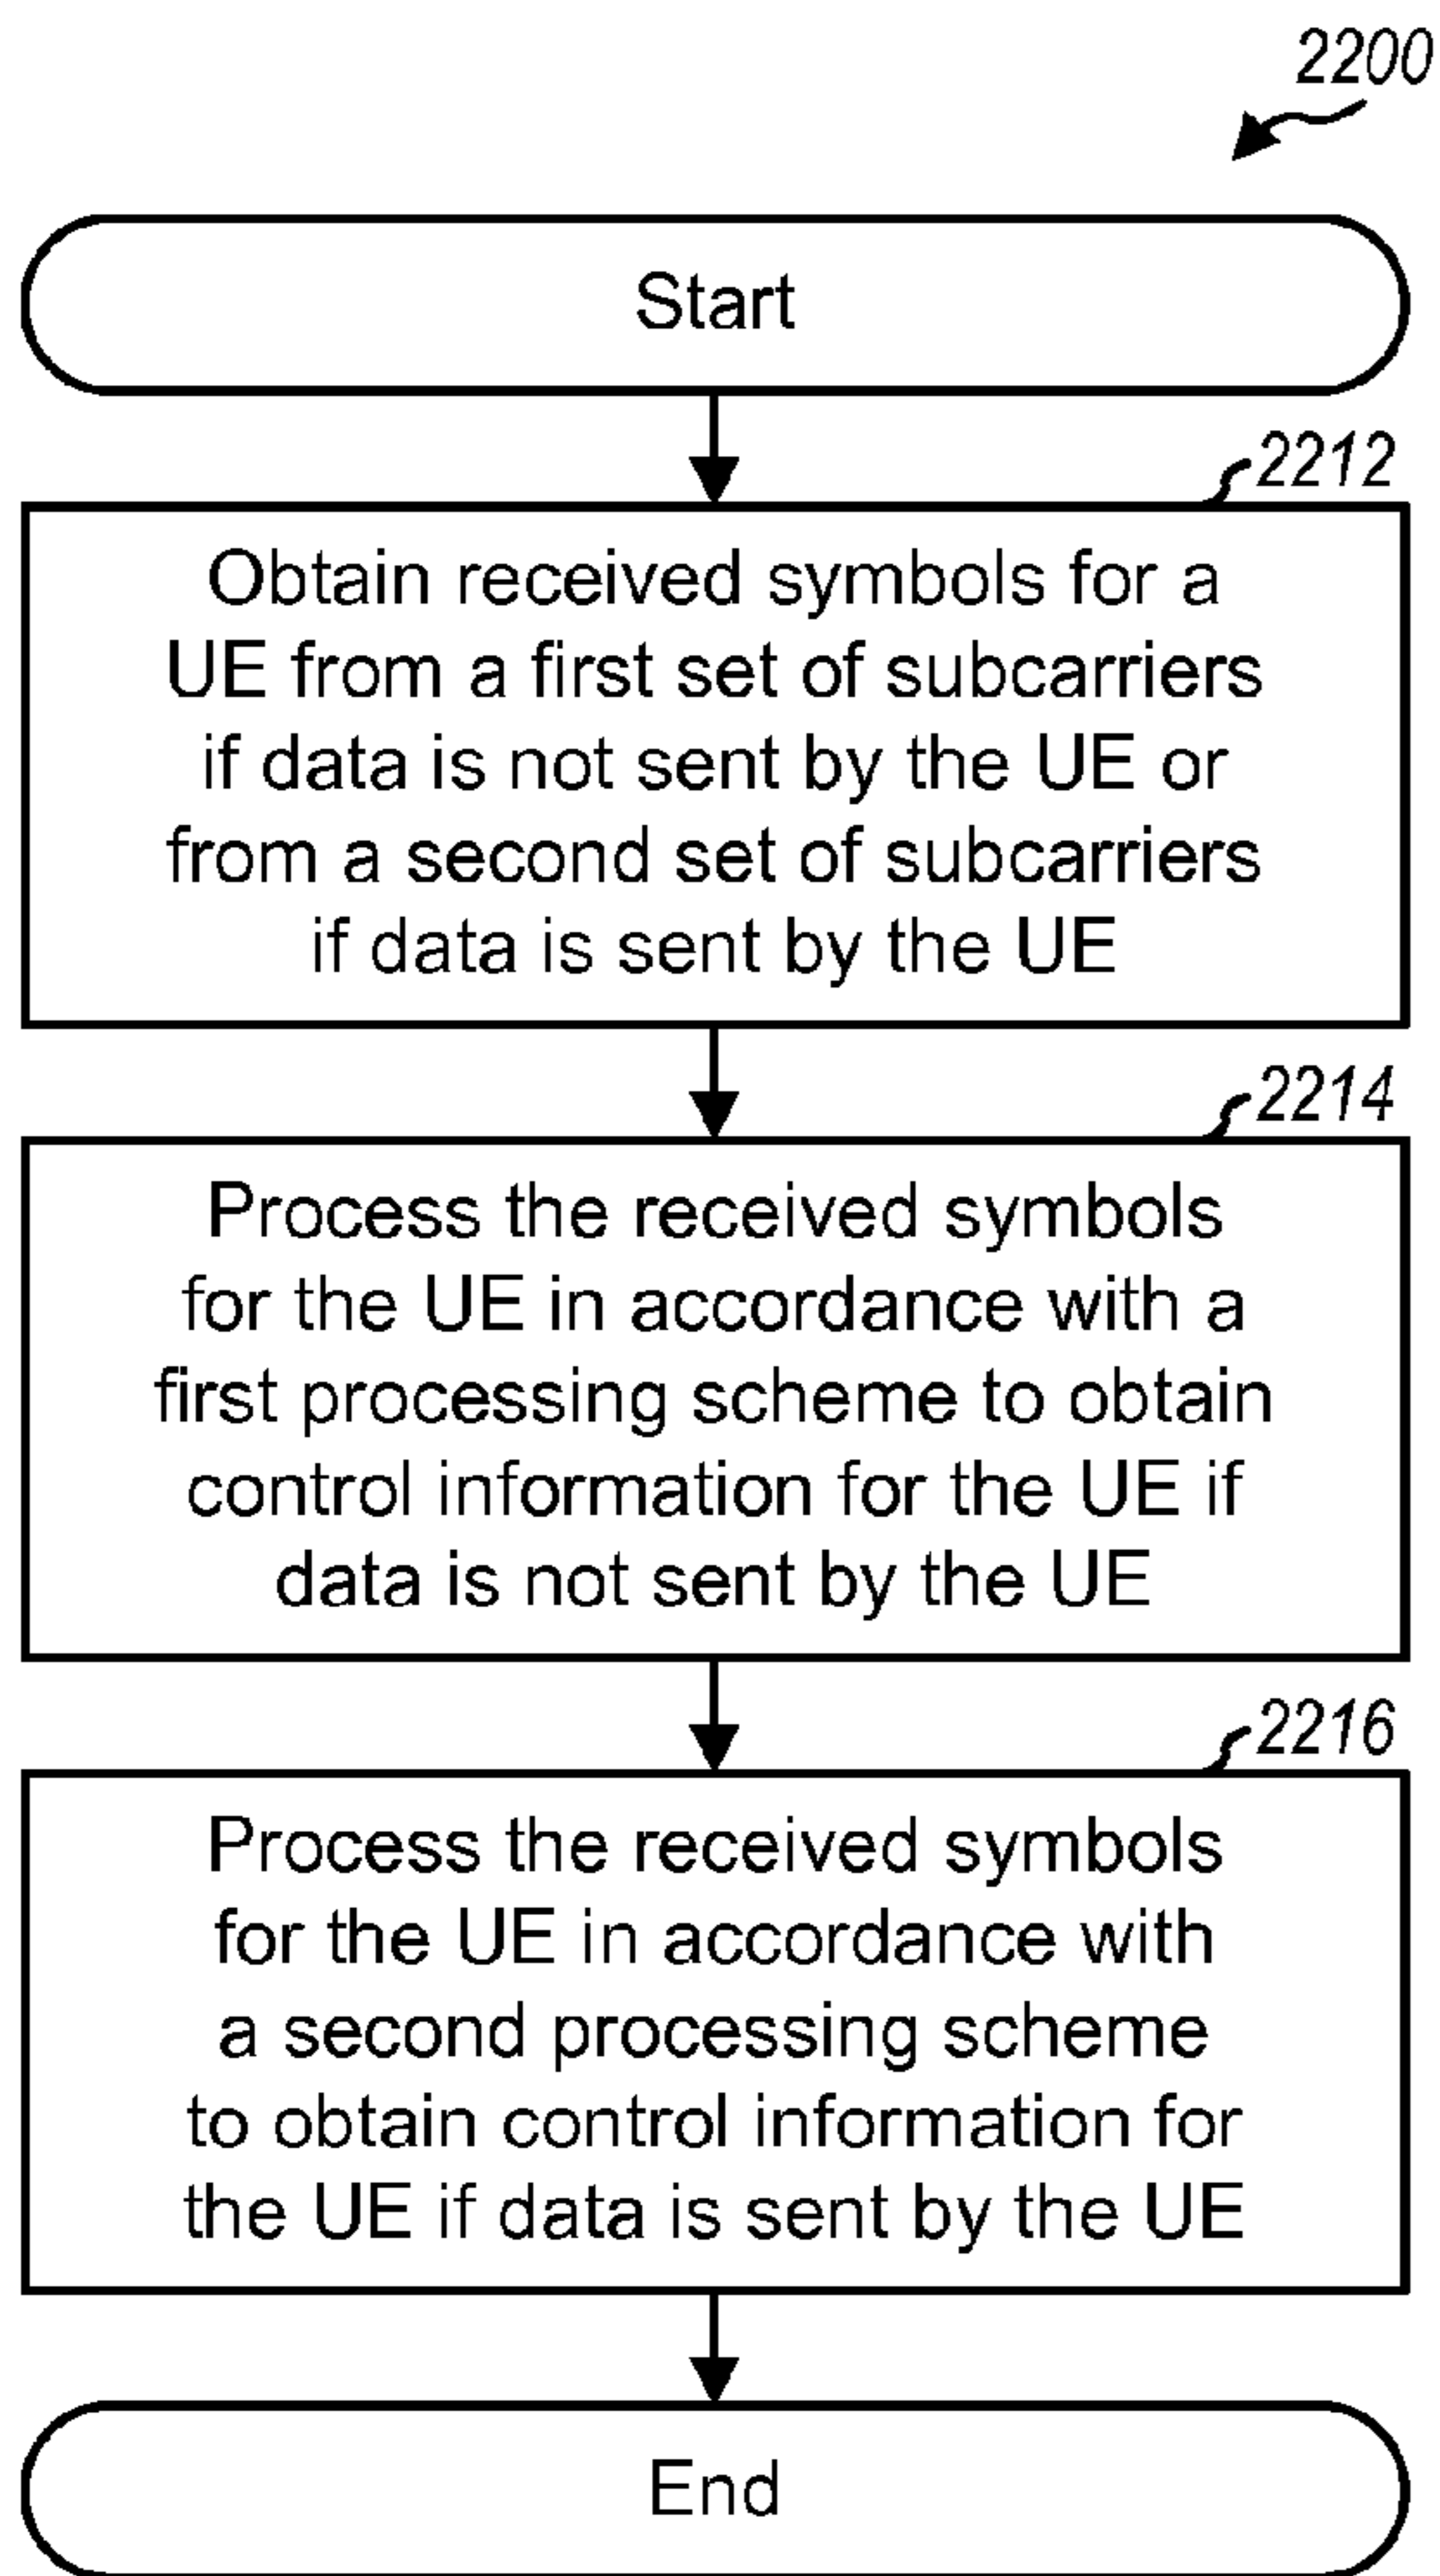 2200
Start
2212
Obtain received symbols for a
UE from a first set of subcarriers
if data is not sent by the UE or
from a second set of subcarriers
if data is sent by the UE
2214
Process the received symbols
for the UE in accordance with a
first processing scheme to obtain
control information for the UE if
data is not sent by the UE
2216
Process the received symbols
for the UE in accordance with
a second processing scheme
to obtain control information for
the UE if data is sent by the UE
End